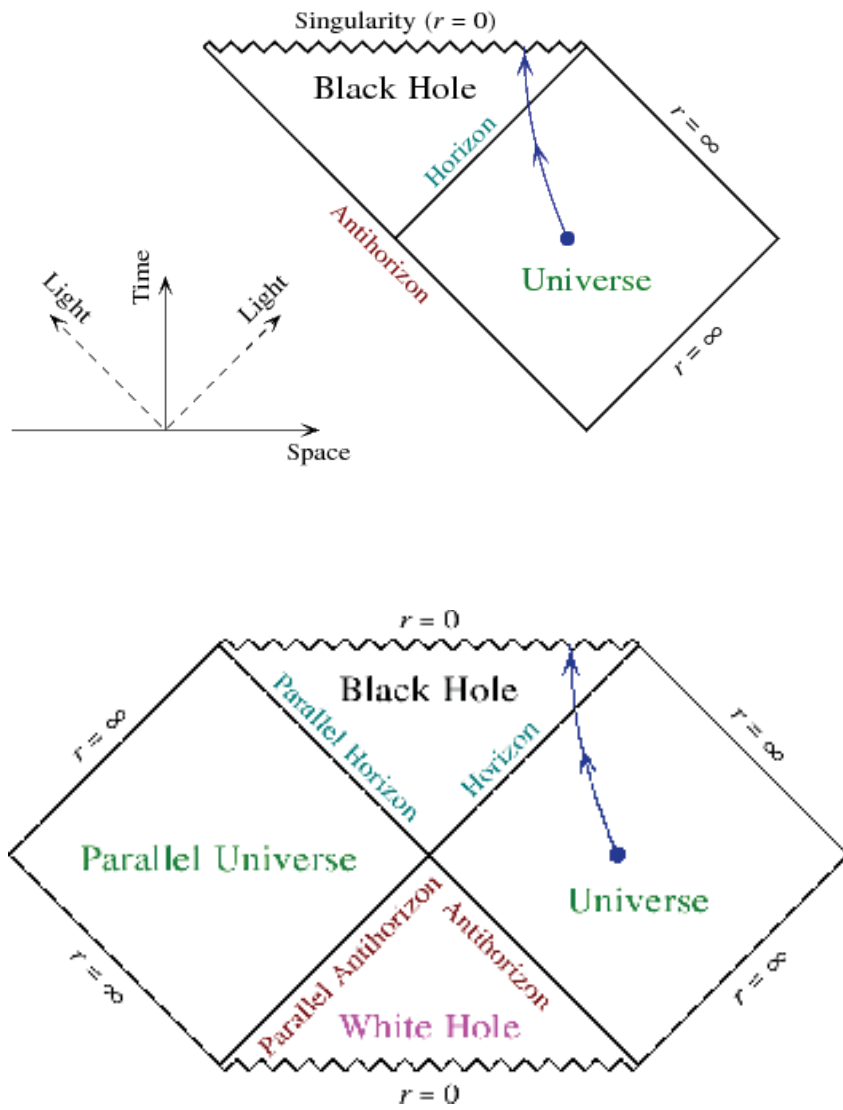 Singularity (r = 0)
Black Hole
Horizon
r = ∞
Antihorizon
Universe
r = ∞
Light
Time
Light
Space
r = 0
Black Hole
Parallel Horizon
Horizon
r = ∞
r = ∞
Parallel Universe
Universe
Parallel Antihorizon
Antihorizon
r = ∞
r = ∞
White Hole
r = 0